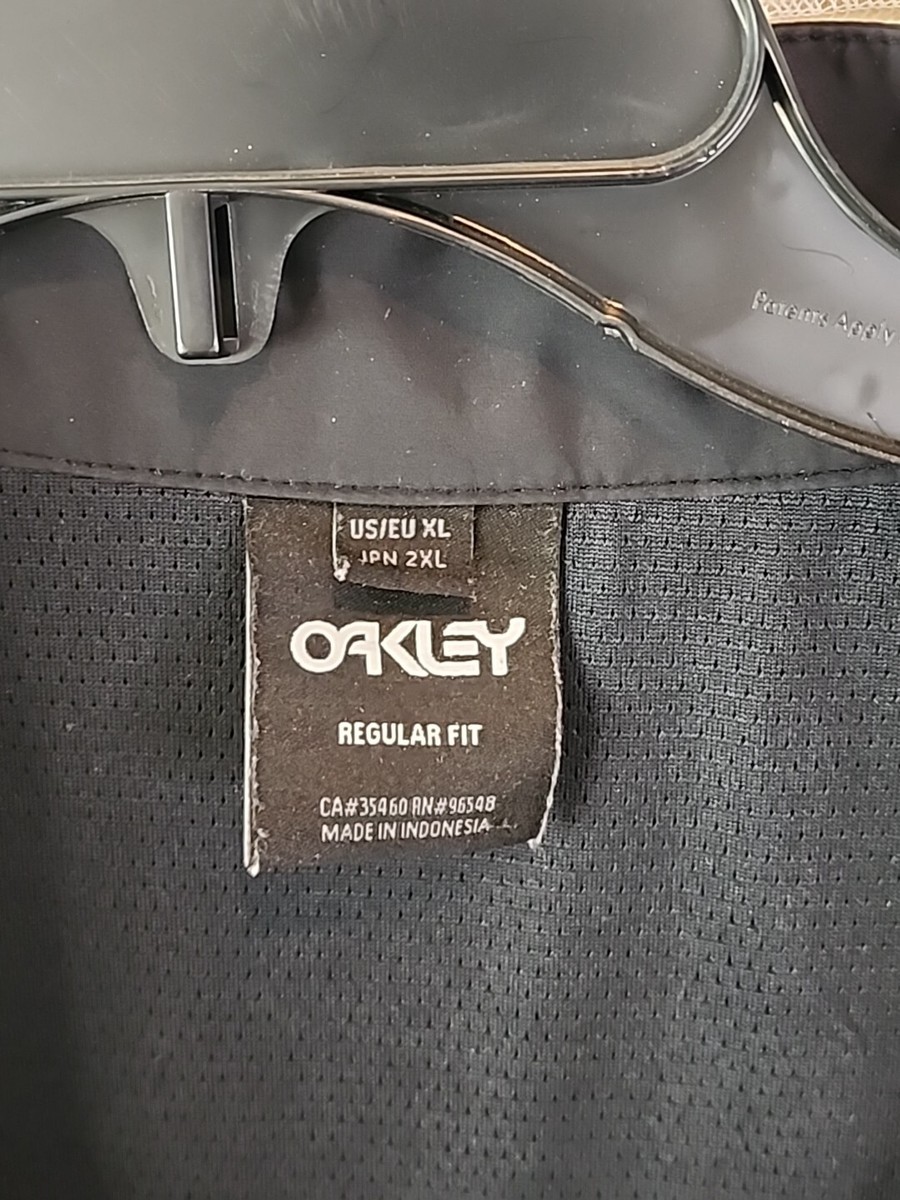 Patents Apply
US/EU XL
JPN 2XL
OAKLEY
REGULAR FIT
CA#35460 RN#96548
MADE IN INDONESIA